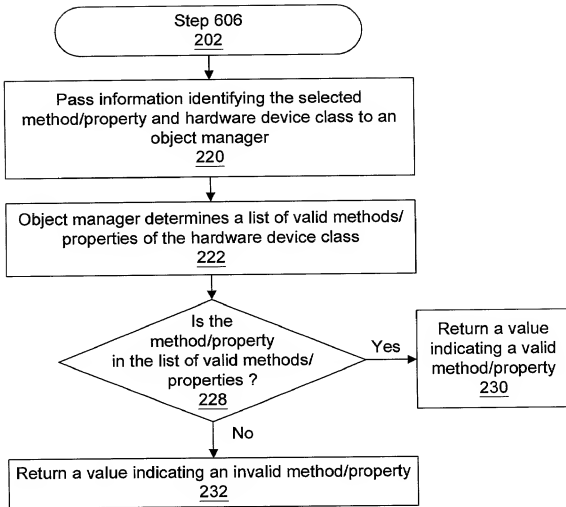 Step 606
202
Pass information identifying the selected
method/property and hardware device class to an
object manager
220
Object manager determines a list of valid methods/
properties of the hardware device class
222
Is the
method/property
in the list of valid methods/
properties ?
228
Yes
Return a value
indicating a valid
method/property
230
No
Return a value indicating an invalid method/property
232